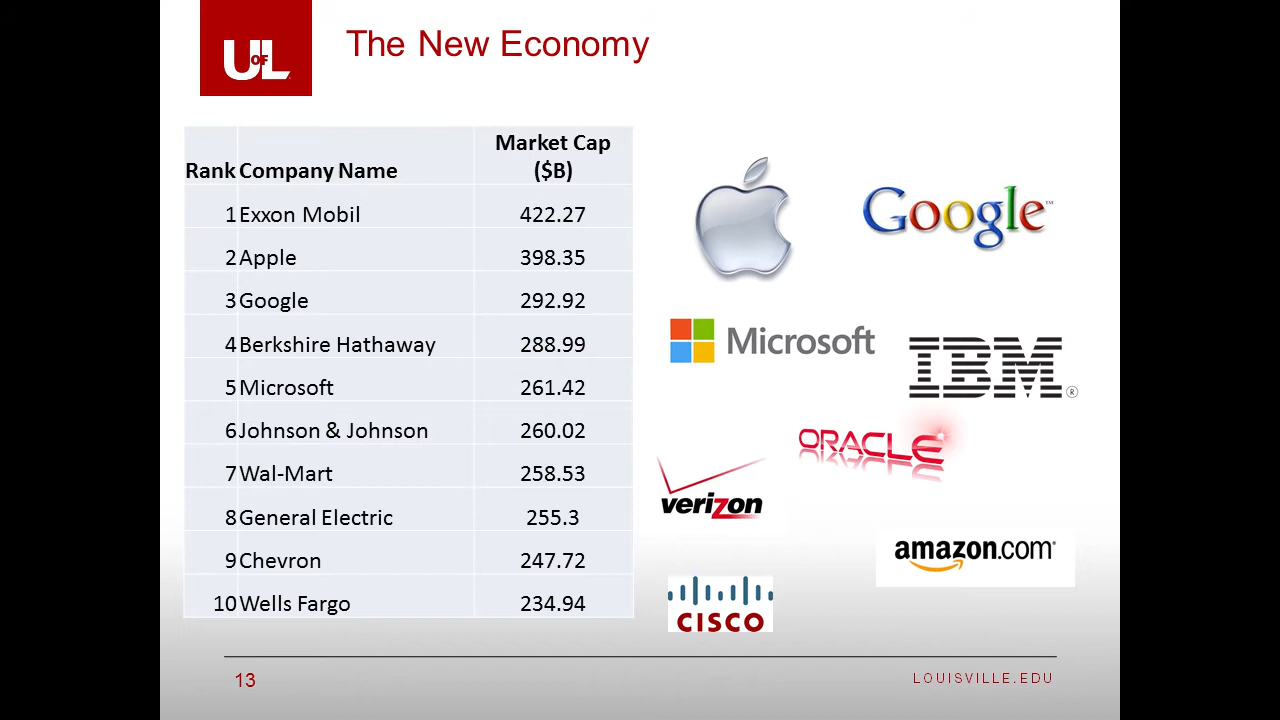 U OF L
The New Economy
Rank Company Name Market Cap ($B)
1 Exxon Mobil 422.27
2 Apple 398.35
3 Google 292.92
4 Berkshire Hathaway 288.99
5 Microsoft 261.42
6 Johnson & Johnson 260.02
7 Wal-Mart 258.53
8 General Electric 255.3
9 Chevron 247.72
10 Wells Fargo 234.94
Google™
Microsoft
IBM®
ORACLE
verizon
amazon.com
CISCO
13
LOUISVILLE.EDU